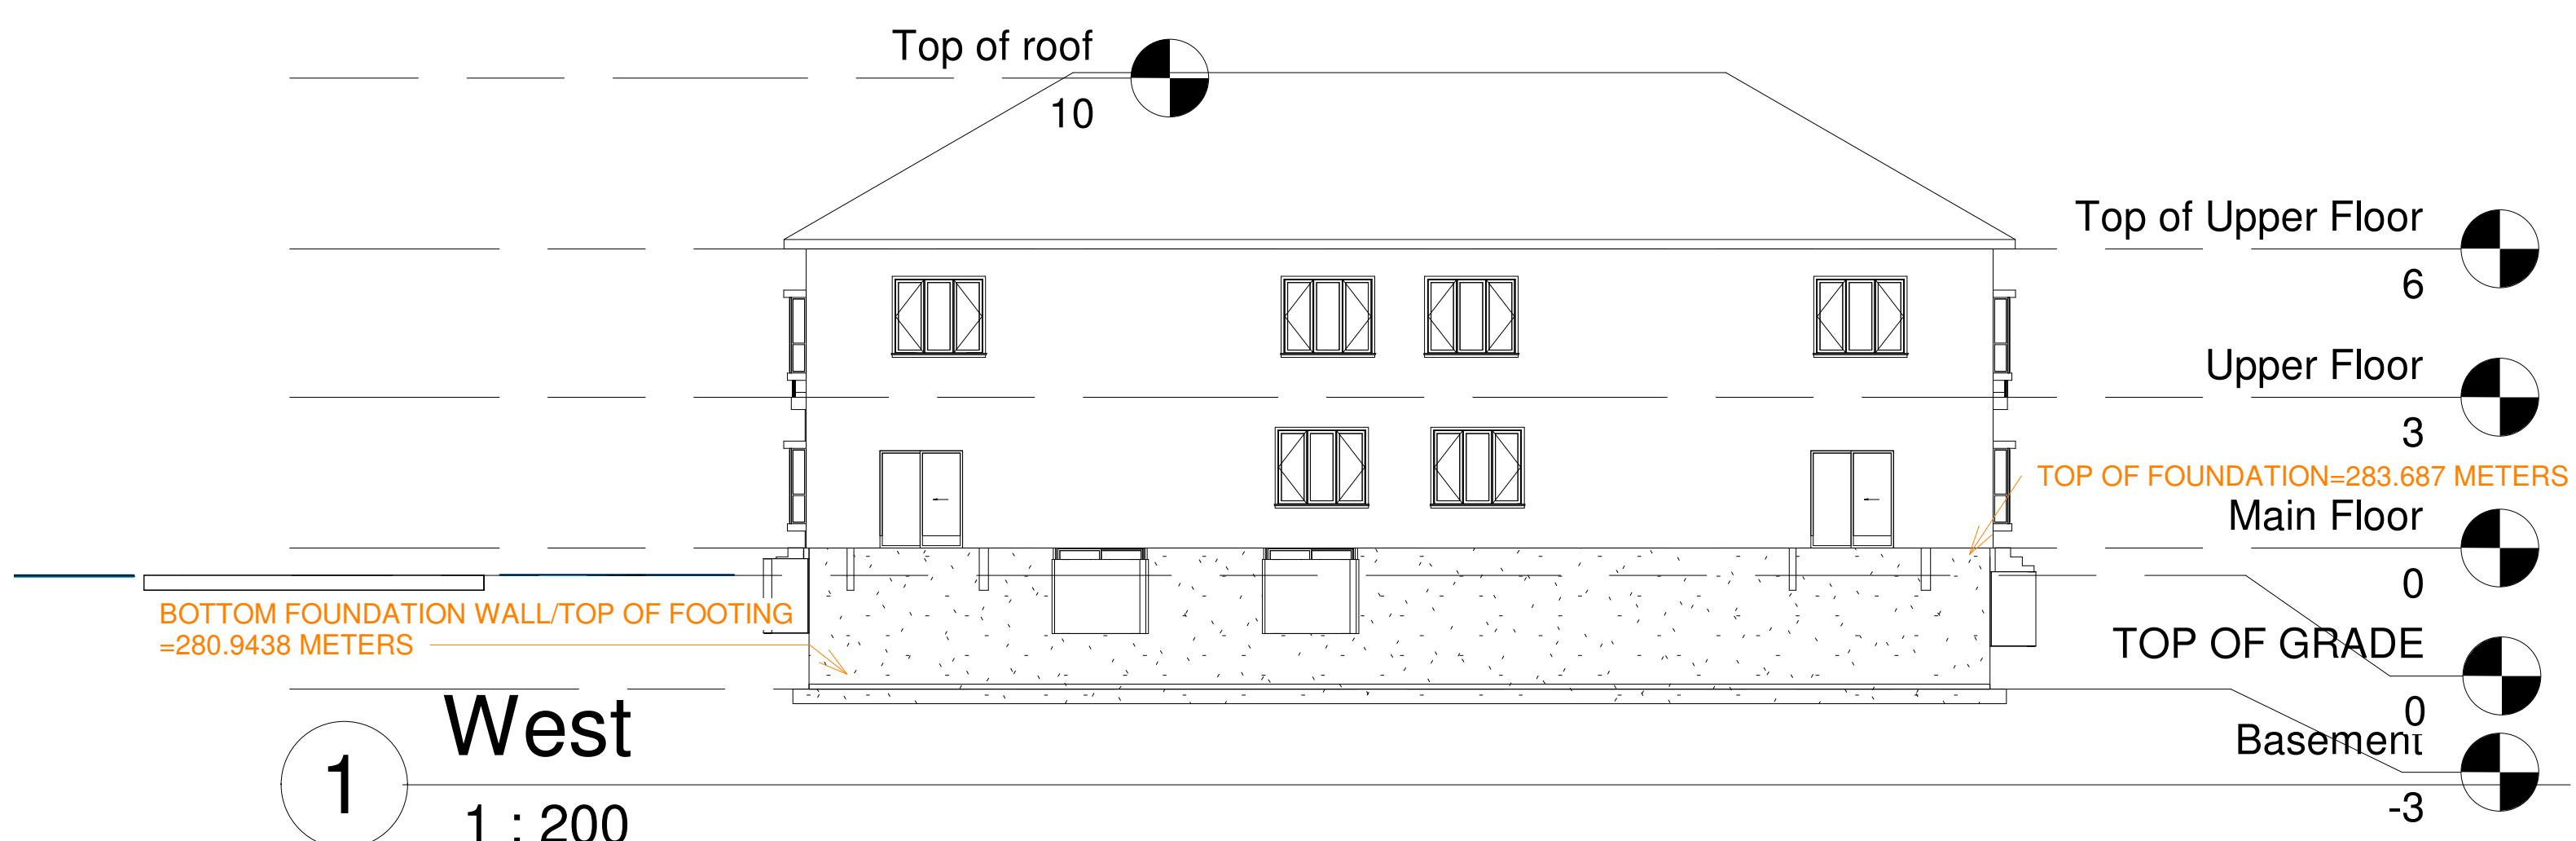 Top of roof
10
Top of Upper Floor
6
Upper Floor
3
TOP OF FOUNDATION=283.687 METERS
Main Floor
0
BOTTOM FOUNDATION WALL/TOP OF FOOTING
=280.9438 METERS
TOP OF GRADE
0
Basement
-3
1
West
1 : 200